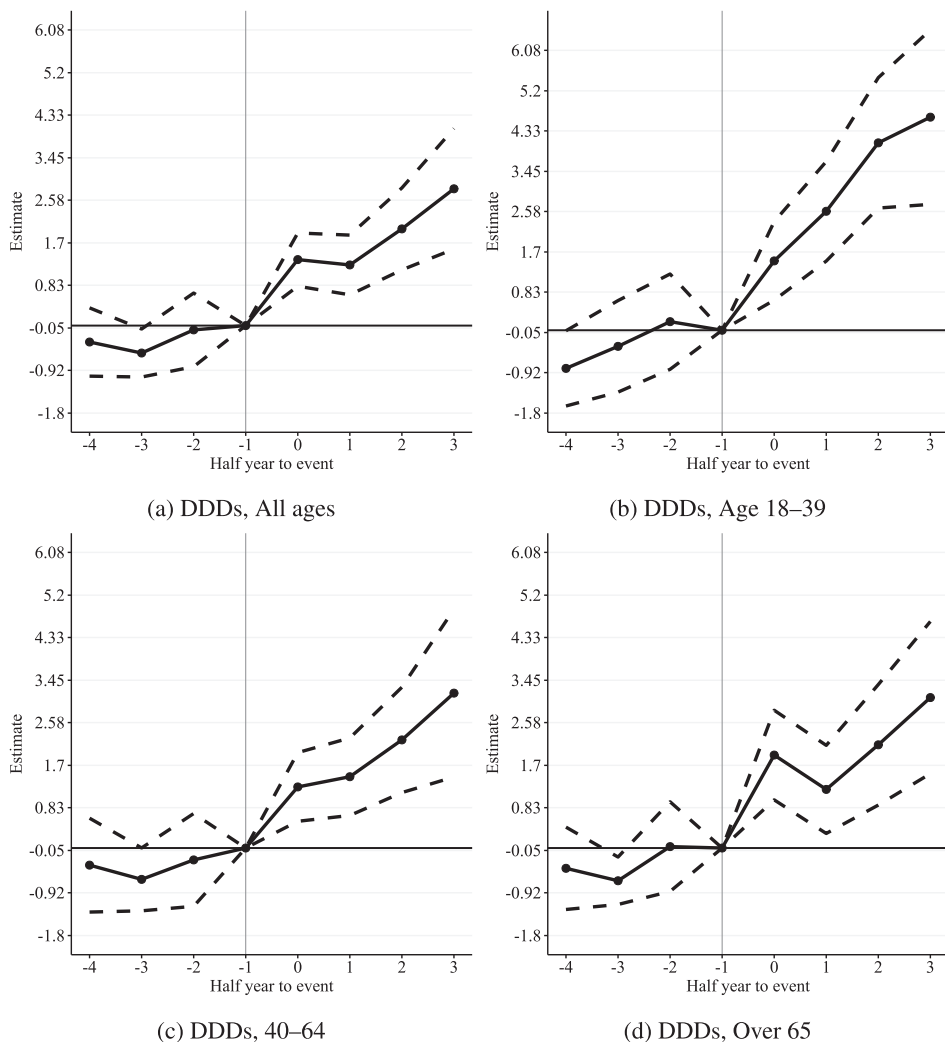 6.08
5.2
4.33
3.45
2.58
1.7
0.83
-0.05
-0.92
-1.8
Estimate
-4 -3 -2 -1 0 1 2 3
Half year to event
(a) DDDs, All ages
6.08
5.2
4.33
3.45
2.58
1.7
0.83
-0.05
-0.92
-1.8
Estimate
-4 -3 -2 -1 0 1 2 3
Half year to event
(b) DDDs, Age 18–39
6.08
5.2
4.33
3.45
2.58
1.7
0.83
-0.05
-0.92
-1.8
Estimate
-4 -3 -2 -1 0 1 2 3
Half year to event
(c) DDDs, 40–64
6.08
5.2
4.33
3.45
2.58
1.7
0.83
-0.05
-0.92
-1.8
Estimate
-4 -3 -2 -1 0 1 2 3
Half year to event
(d) DDDs, Over 65